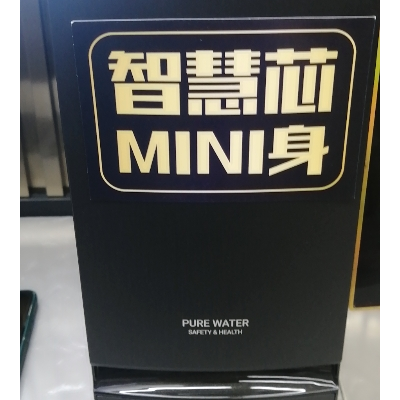 智慧芯
MINI身
PURE WATER
SAFETY & HEALTH